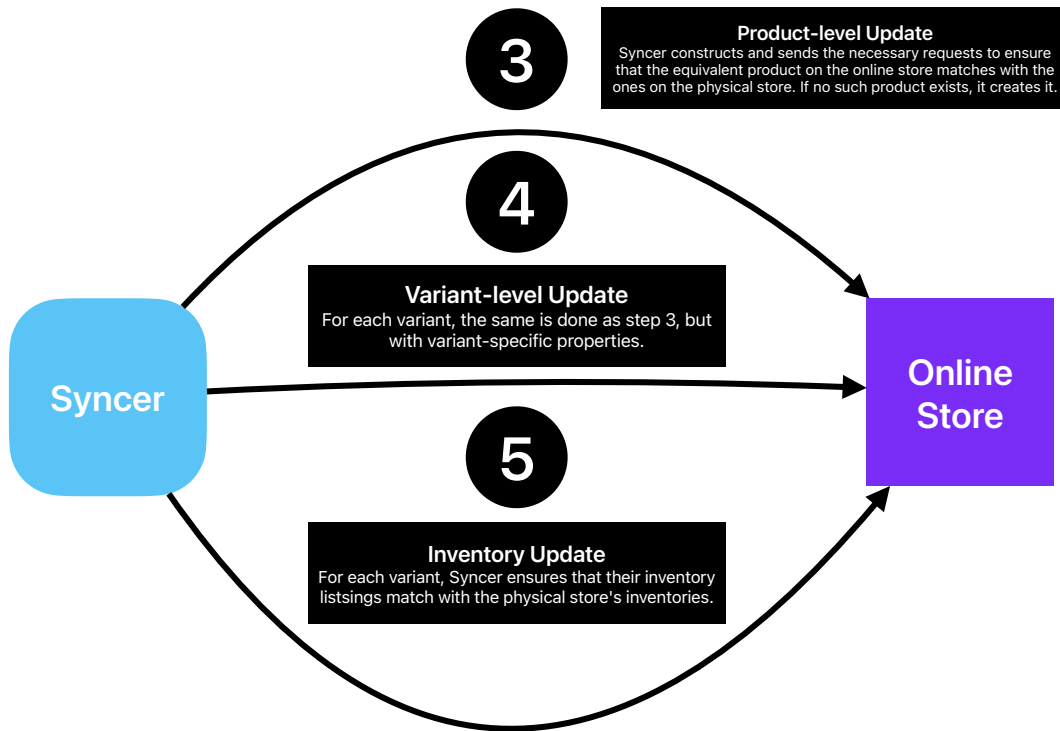 3
Product-level Update
Syncer constructs and sends the necessary requests to ensure
that the equivalent product on the online store matches with the
ones on the physical store. If no such product exists, it creates it.
4
Variant-level Update
For each variant, the same is done as step 3, but
with variant-specific properties.
Syncer
Online
Store
5
Inventory Update
For each variant, Syncer ensures that their inventory
listsings match with the physical store's inventories.